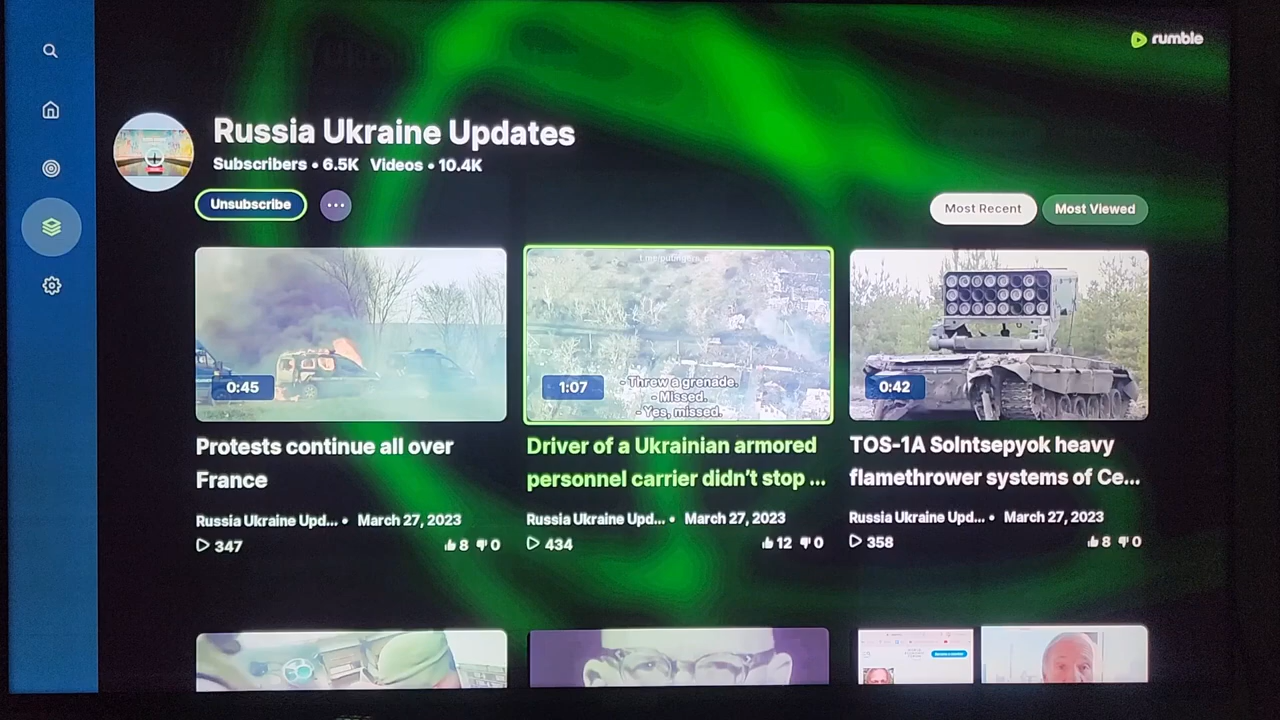 rumble
Russia Ukraine Updates
Subscribers • 6.5K Videos • 10.4K
Unsubscribe
Most Recent
Most Viewed
0:45
1:07
- Threw a grenade.
- Missed.
- Yes, missed.
0:42
Protests continue all over
France
Driver of a Ukrainian armored
personnel carrier didn't stop ...
TOS-1A Solntsepyok heavy
flamethrower systems of Ce...
Russia Ukraine Upd... • March 27, 2023
347
8
0
Russia Ukraine Upd... • March 27, 2023
434
12
0
Russia Ukraine Upd... • March 27, 2023
358
8
0